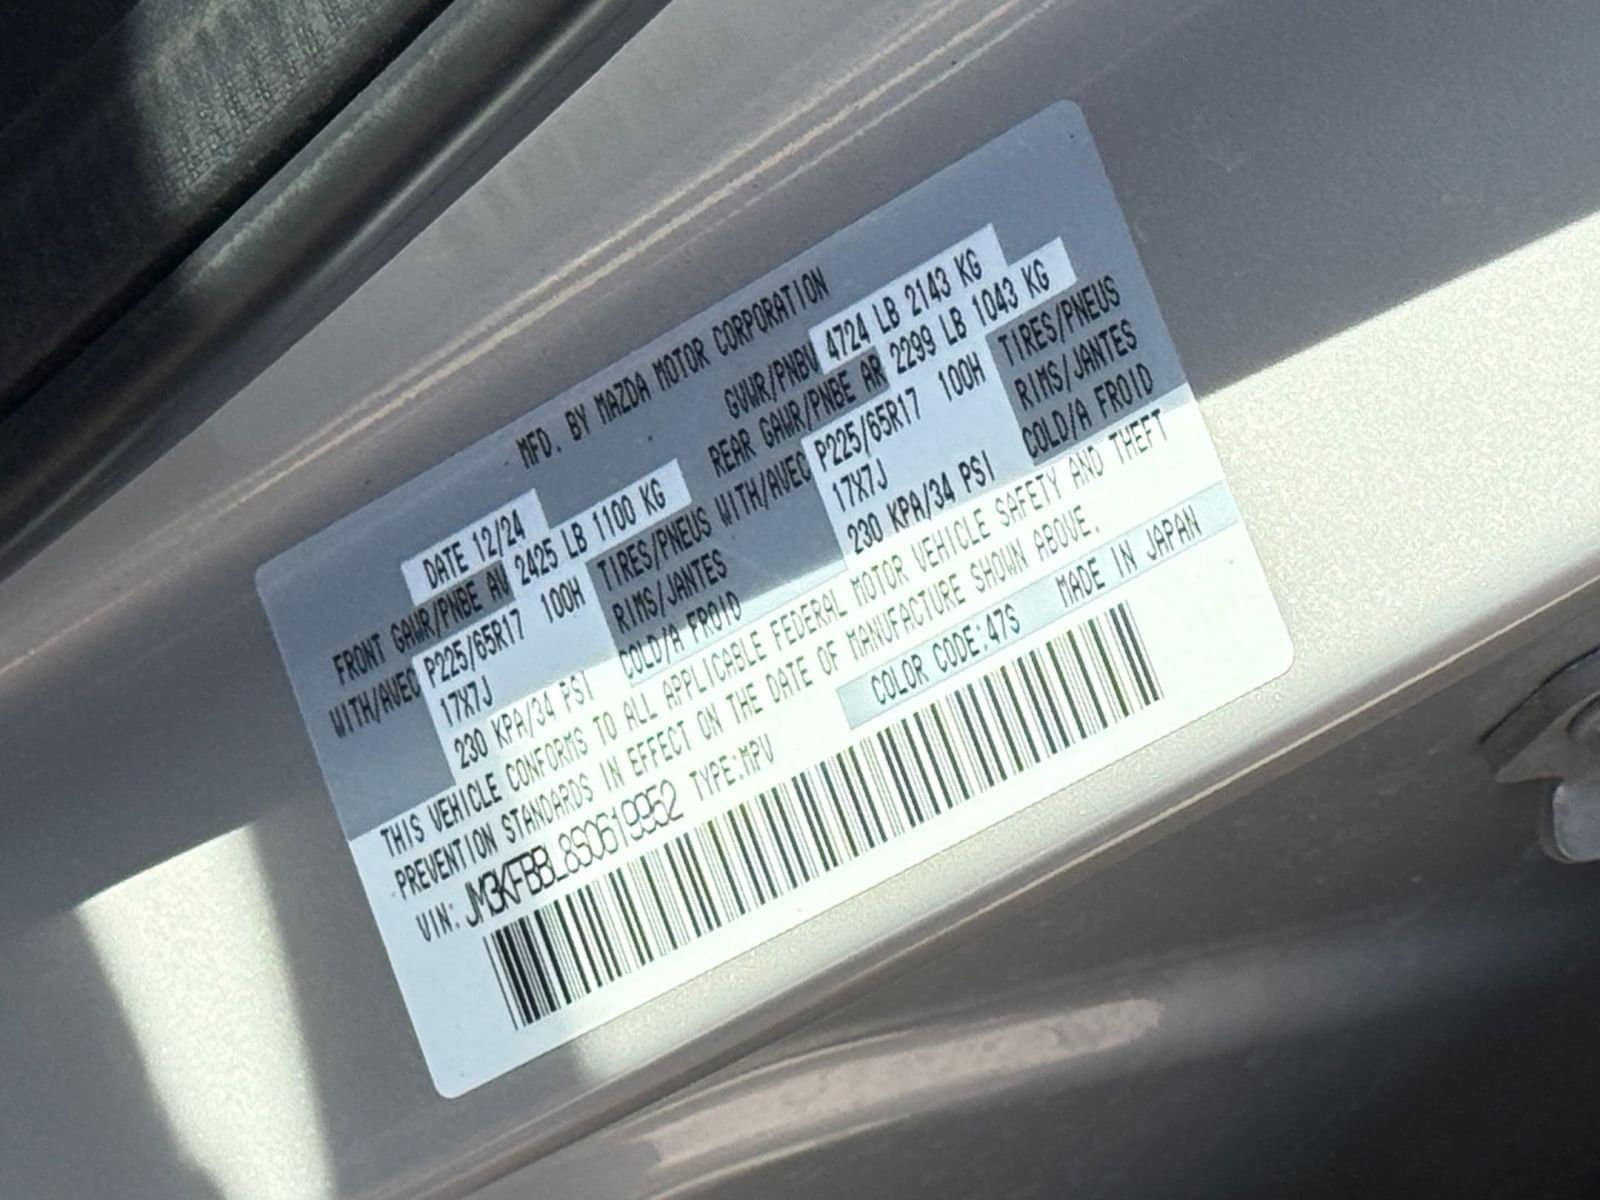 MFD. BY MAZDA MOTOR CORPORATION
DATE 12/24 GVWR/PNBV 4724 LB 2143 KG
FRONT GAWR/PNBE AV 2425 LB 1100 KG REAR GAWR/PNBE AR 2299 LB 1043 KG
WITH/AVEC P225/65R17 100H TIRES/PNEUS WITH/AVEC P225/65R17 100H TIRES/PNEUS
17X7J RIMS/JANTES 17X7J RIMS/JANTES
230 KPA/34 PSI COLD/A FROID 230 KPA/34 PSI COLD/A FROID
THIS VEHICLE CONFORMS TO ALL APPLICABLE FEDERAL MOTOR VEHICLE SAFETY AND THEFT
PREVENTION STANDARDS IN EFFECT ON THE DATE OF MANUFACTURE SHOWN ABOVE.
VIN: JM3KFBBL8S0619952 TYPE:MPV COLOR CODE:47S MADE IN JAPAN